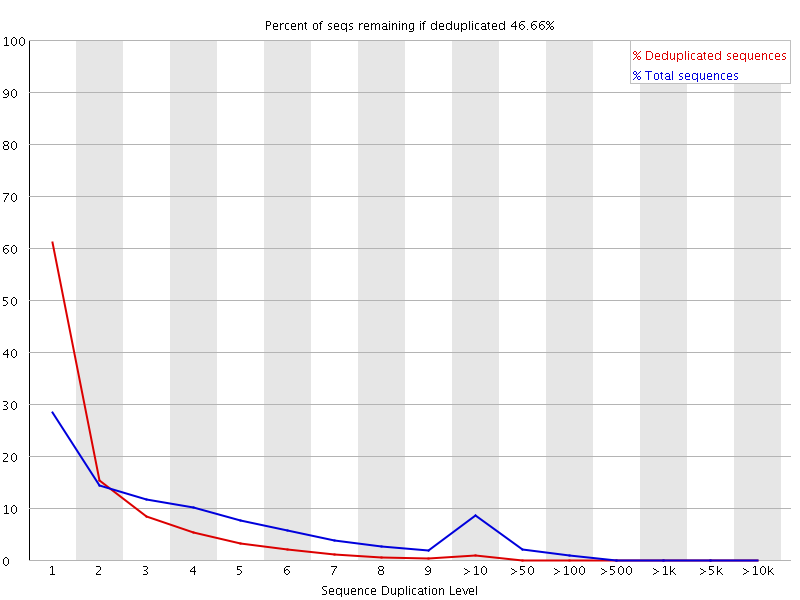 Percent of seqs remaining if deduplicated 46.66%
% Deduplicated sequences
% Total sequences
100
90
80
70
60
50
40
30
20
10
0
1 2 3 4 5 6 7 8 9 >10 >50 >100 >500 >1k >5k >10k
Sequence Duplication Level